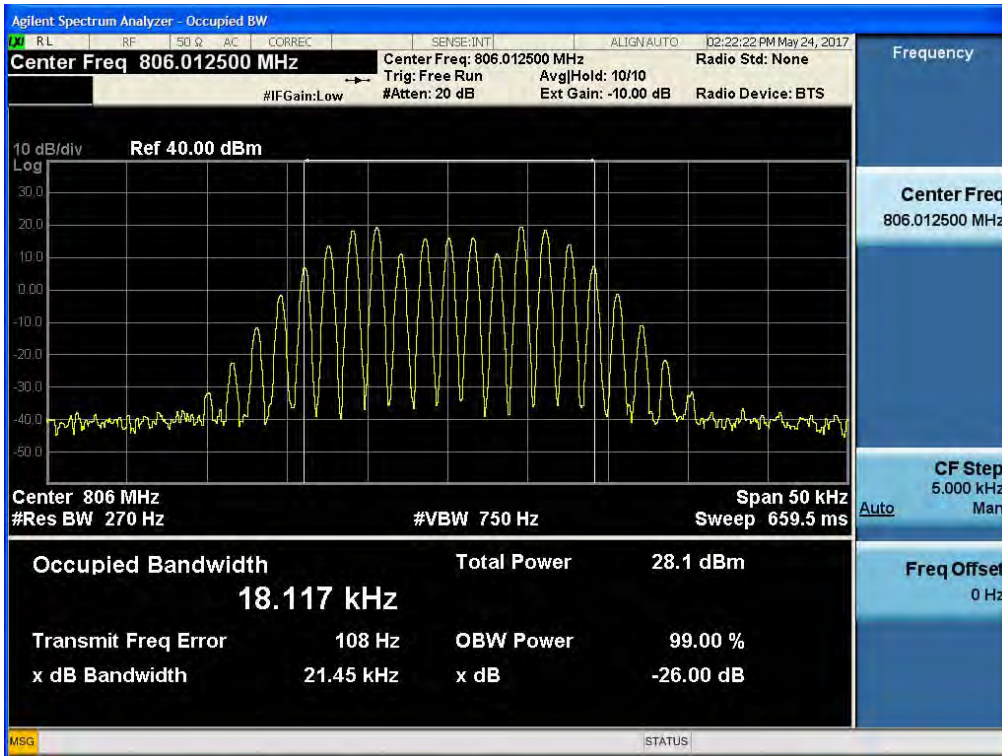 Agilent Spectrum Analyzer - Occupied BW
LXI RL RF 50 Ω AC CORREC SENSE:INT ALIGNAUTO 02:22:22 PM May 24, 2017
Center Freq 806.012500 MHz
Center Freq: 806.012500 MHz Radio Std: None
Trig: Free Run Avg|Hold: 10/10
#IFGain:Low #Atten: 20 dB Ext Gain: -10.00 dB Radio Device: BTS
10 dB/div Ref 40.00 dBm
Log
30.0
20.0
10.0
0.00
-10.0
-20.0
-30.0
-40.0
-50.0
Center 806 MHz Span 50 kHz
#Res BW 270 Hz #VBW 750 Hz Sweep 659.5 ms
Occupied Bandwidth Total Power 28.1 dBm
18.117 kHz
Transmit Freq Error 108 Hz OBW Power 99.00 %
x dB Bandwidth 21.45 kHz x dB -26.00 dB
MSG STATUS
Frequency
Center Freq
806.012500 MHz
CF Step
5.000 kHz
Auto Man
Freq Offset
0 Hz